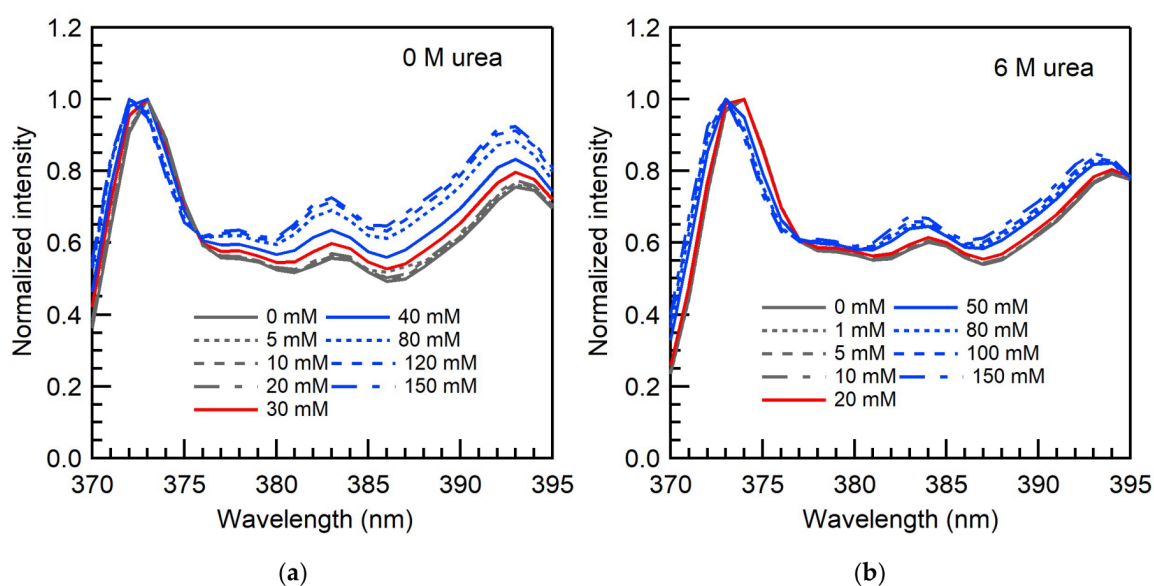 1.2
1.0
0.8
0.6
0.4
0.2
0.0
Normalized intensity
0 M urea
0 mM
5 mM
10 mM
20 mM
30 mM
40 mM
80 mM
120 mM
150 mM
370 375 380 385 390 395
Wavelength (nm)
(a)
1.2
1.0
0.8
0.6
0.4
0.2
0.0
Normalized intensity
6 M urea
0 mM
1 mM
5 mM
10 mM
20 mM
50 mM
80 mM
100 mM
150 mM
370 375 380 385 390 395
Wavelength (nm)
(b)